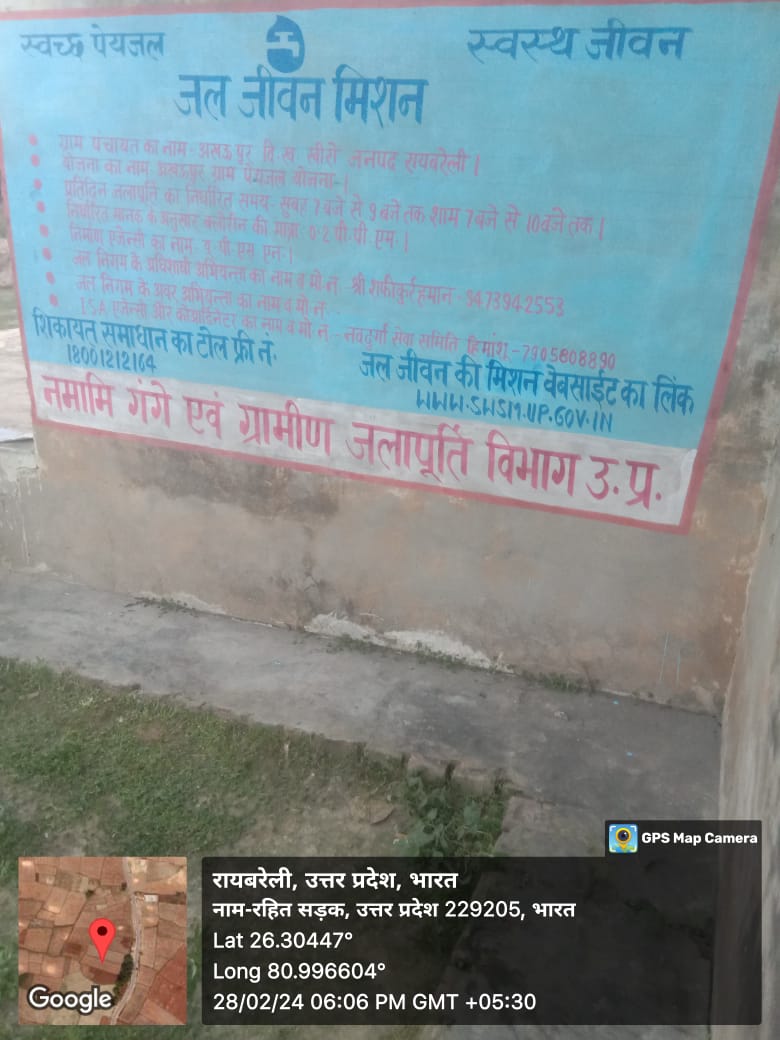 स्वच्छ पेयजल
स्वस्थ जीवन
जल जीवन मिशन
ग्राम पंचायत का नाम- अखऊपुर वि.ख. खीरों जनपद रायबरेली।
योजना का नाम- अखऊपुर ग्राम पेयजल योजना-।
प्रतिदिन जलापूर्ति का निर्धारित समय- सुबह 7 बजे से 9 बजे तक शाम 7 बजे से 10 बजे तक।
निर्धारित मानक के अनुसार क्लोरीन की मात्रा- 0.2 पी.पी.एम.।
निर्माण एजेन्सी का नाम- यू.पी.एस.एन.।
जल निगम के अधिशाषी अभियन्ता का नाम व मो.न. श्री शफीकुर्रहमान- 9473942553
जल निगम के अवर अभियन्ता का नाम व मो.न.-
ISA एजेन्सी और कोआर्डिनेटर का नाम व मो.न.- नवदुर्गा सेवा समिति हिमांशू-7905808890
शिकायत समाधान का टोल फ्री नं.
18001212164
जल जीवन की मिशन वेबसाईट का लिंक
WWW.SWSM.UP.GOV.IN
नमामि गंगे एवं ग्रामीण जलापूर्ति विभाग उ.प्र.
GPS Map Camera
रायबरेली, उत्तर प्रदेश, भारत
नाम-रहित सड़क, उत्तर प्रदेश 229205, भारत
Lat 26.30447°
Long 80.996604°
28/02/24 06:06 PM GMT +05:30
Google